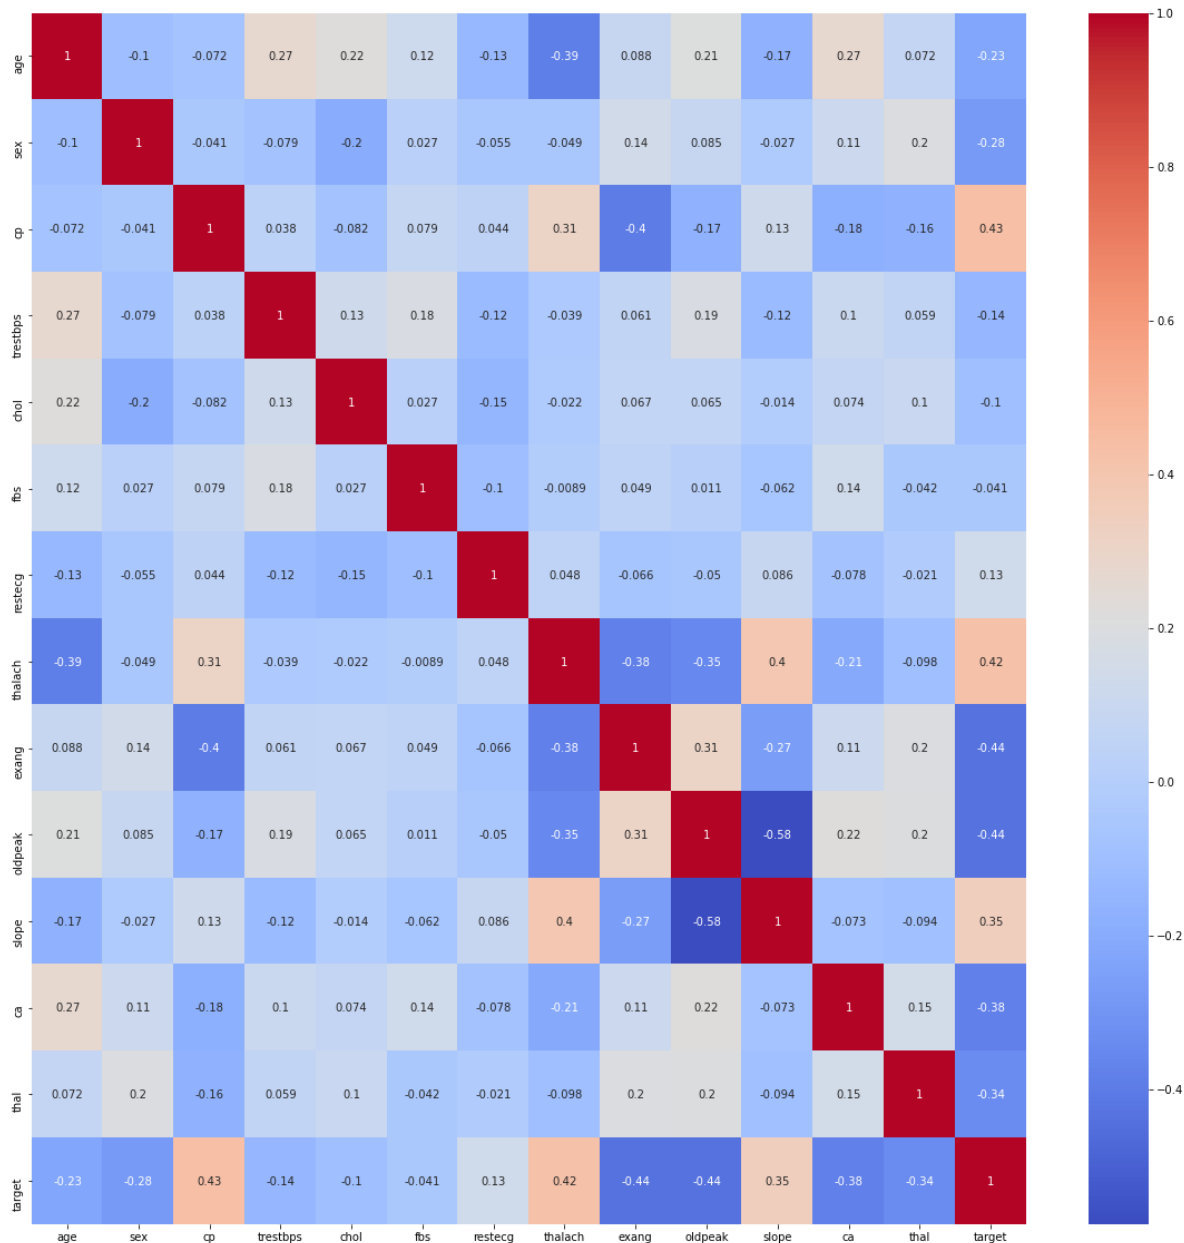 1.0
age 1 -0.1 -0.072 0.27 0.22 0.12 -0.13 -0.39 0.088 0.21 -0.17 0.27 0.072 -0.23
sex -0.1 1 -0.041 -0.079 -0.2 0.027 -0.055 -0.049 0.14 0.085 -0.027 0.11 0.2 -0.28
0.8
cp -0.072 -0.041 1 0.038 -0.082 0.079 0.044 0.31 -0.4 -0.17 0.13 -0.18 -0.16 0.43
trestbps 0.27 -0.079 0.038 1 0.13 0.18 -0.12 -0.039 0.061 0.19 -0.12 0.1 0.059 -0.14
0.6
chol 0.22 -0.2 -0.082 0.13 1 0.027 -0.15 -0.022 0.067 0.065 -0.014 0.074 0.1 -0.1
0.4
fbs 0.12 0.027 0.079 0.18 0.027 1 -0.1 -0.0089 0.049 0.011 -0.062 0.14 -0.042 -0.041
restecg -0.13 -0.055 0.044 -0.12 -0.15 -0.1 1 0.048 -0.066 -0.05 0.086 -0.078 -0.021 0.13
0.2
thalach -0.39 -0.049 0.31 -0.039 -0.022 -0.0089 0.048 1 -0.38 -0.35 0.4 -0.21 -0.098 0.42
exang 0.088 0.14 -0.4 0.061 0.067 0.049 -0.066 -0.38 1 0.31 -0.27 0.11 0.2 -0.44
0.0
oldpeak 0.21 0.085 -0.17 0.19 0.065 0.011 -0.05 -0.35 0.31 1 -0.58 0.22 0.2 -0.44
slope -0.17 -0.027 0.13 -0.12 -0.014 -0.062 0.086 0.4 -0.27 -0.58 1 -0.073 -0.094 0.35
−0.2
ca 0.27 0.11 -0.18 0.1 0.074 0.14 -0.078 -0.21 0.11 0.22 -0.073 1 0.15 -0.38
−0.4
thal 0.072 0.2 -0.16 0.059 0.1 -0.042 -0.021 -0.098 0.2 0.2 -0.094 0.15 1 -0.34
target -0.23 -0.28 0.43 -0.14 -0.1 -0.041 0.13 0.42 -0.44 -0.44 0.35 -0.38 -0.34 1
age sex cp trestbps chol fbs restecg thalach exang oldpeak slope ca thal target